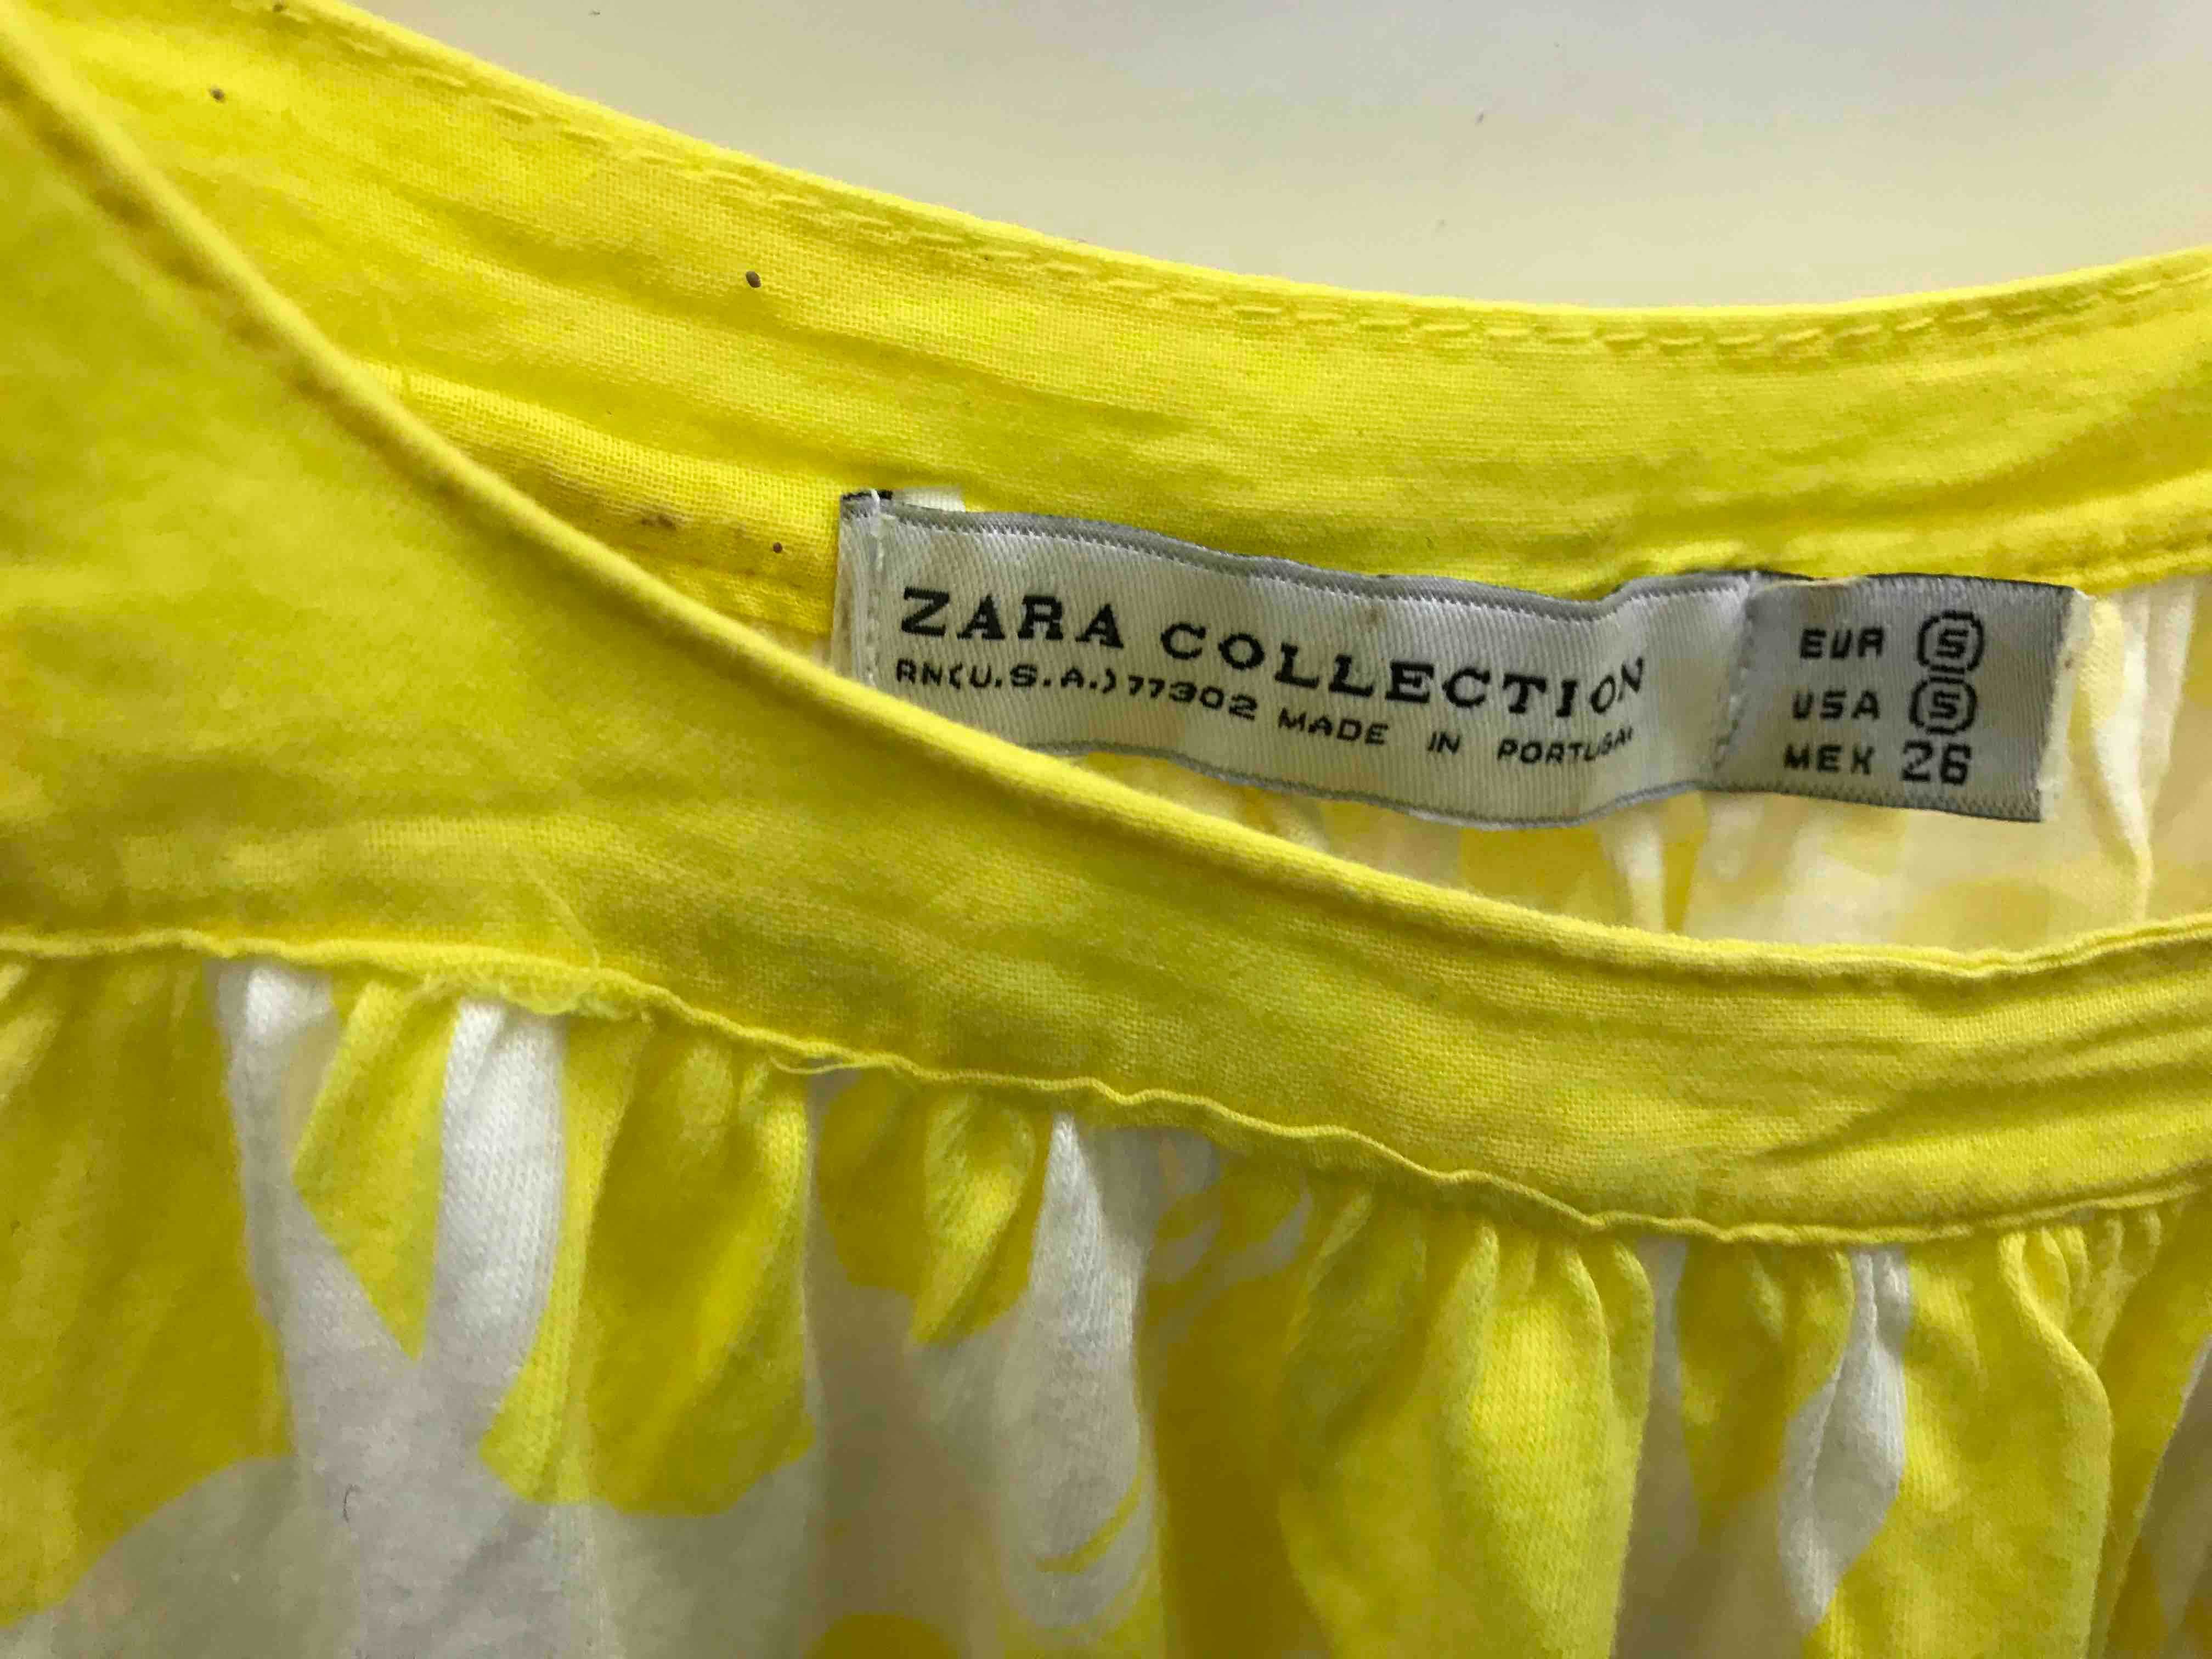 ZARA COLLECTION
RN(U.S.A.)77302 MADE IN PORTUGAL
EUR S
USA S
MEX 26